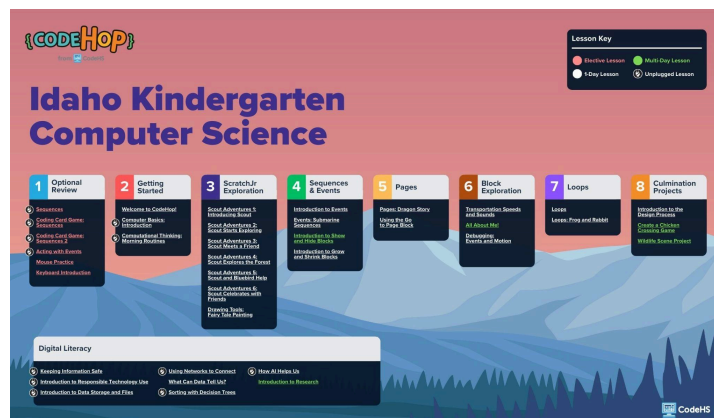 {CODEHOP}
CodeHS
Lesson Key
Elective Lesson
Multi-Day Lesson
1-Day Lesson
Unplugged Lesson
Idaho Kindergarten
Computer Science
1
Optional
Review
Sequences
Coding Card Game:
Sequences
Coding Card Game:
Sequences 2
Acting with Events
Mouse Practice
Keyboard Introduction
2
Getting
Started
Welcome to CodeHop!
Computer Basics:
Introduction
Computational Thinking:
Morning Routines
3
ScratchJr
Exploration
Scout Adventures 1:
Introducing Scout
Scout Adventures 2:
Scout Starts Exploring
Scout Adventures 3:
Scout Meets a Friend
Scout Adventures 4:
Scout Explores the Forest
Scout Adventures 5:
Scout and Bluebird Help
Scout Adventures 6:
Scout Celebrates with
Friends
Drawing Tools:
Fairy Tale Painting
4
Sequences
& Events
Introduction to Events
Events: Submarine
Sequences
Introduction to Show
and Hide Blocks
Introduction to Grow
and Shrink Blocks
5
Pages
Pages: Dragon Story
Using the Go
to Page Block
6
Block
Exploration
Transportation Speeds
and Sounds
All About Me!
Debugging:
Events and Motion
7
Loops
Loops
Loops: Frog and Rabbit
8
Culmination
Projects
Introduction to the
Design Process
Create a Chicken
Crossing Game
Wildlife Scene Project
Digital Literacy
Keeping Information Safe
Introduction to Responsible Technology Use
Introduction to Data Storage and Files
Using Networks to Connect
What Can Data Tell Us?
Sorting with Decision Trees
How AI Helps Us
Introduction to Research
CodeHS